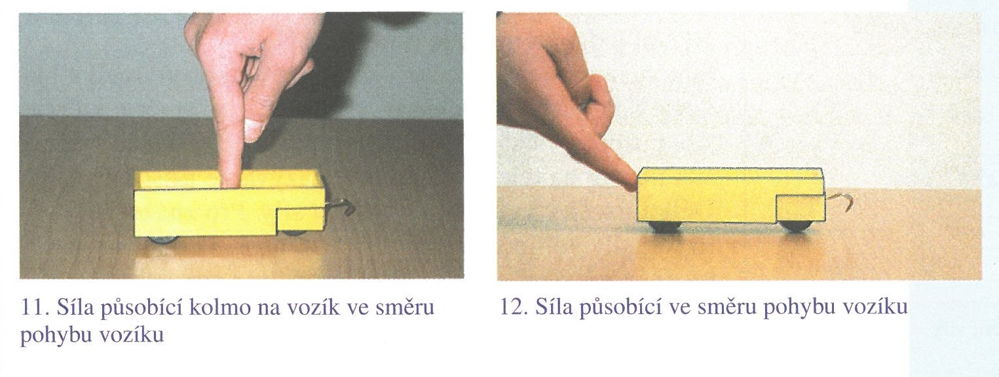 11. Síla působící kolmo na vozík ve směru
pohybu vozíku
12. Síla působící ve směru pohybu vozíku